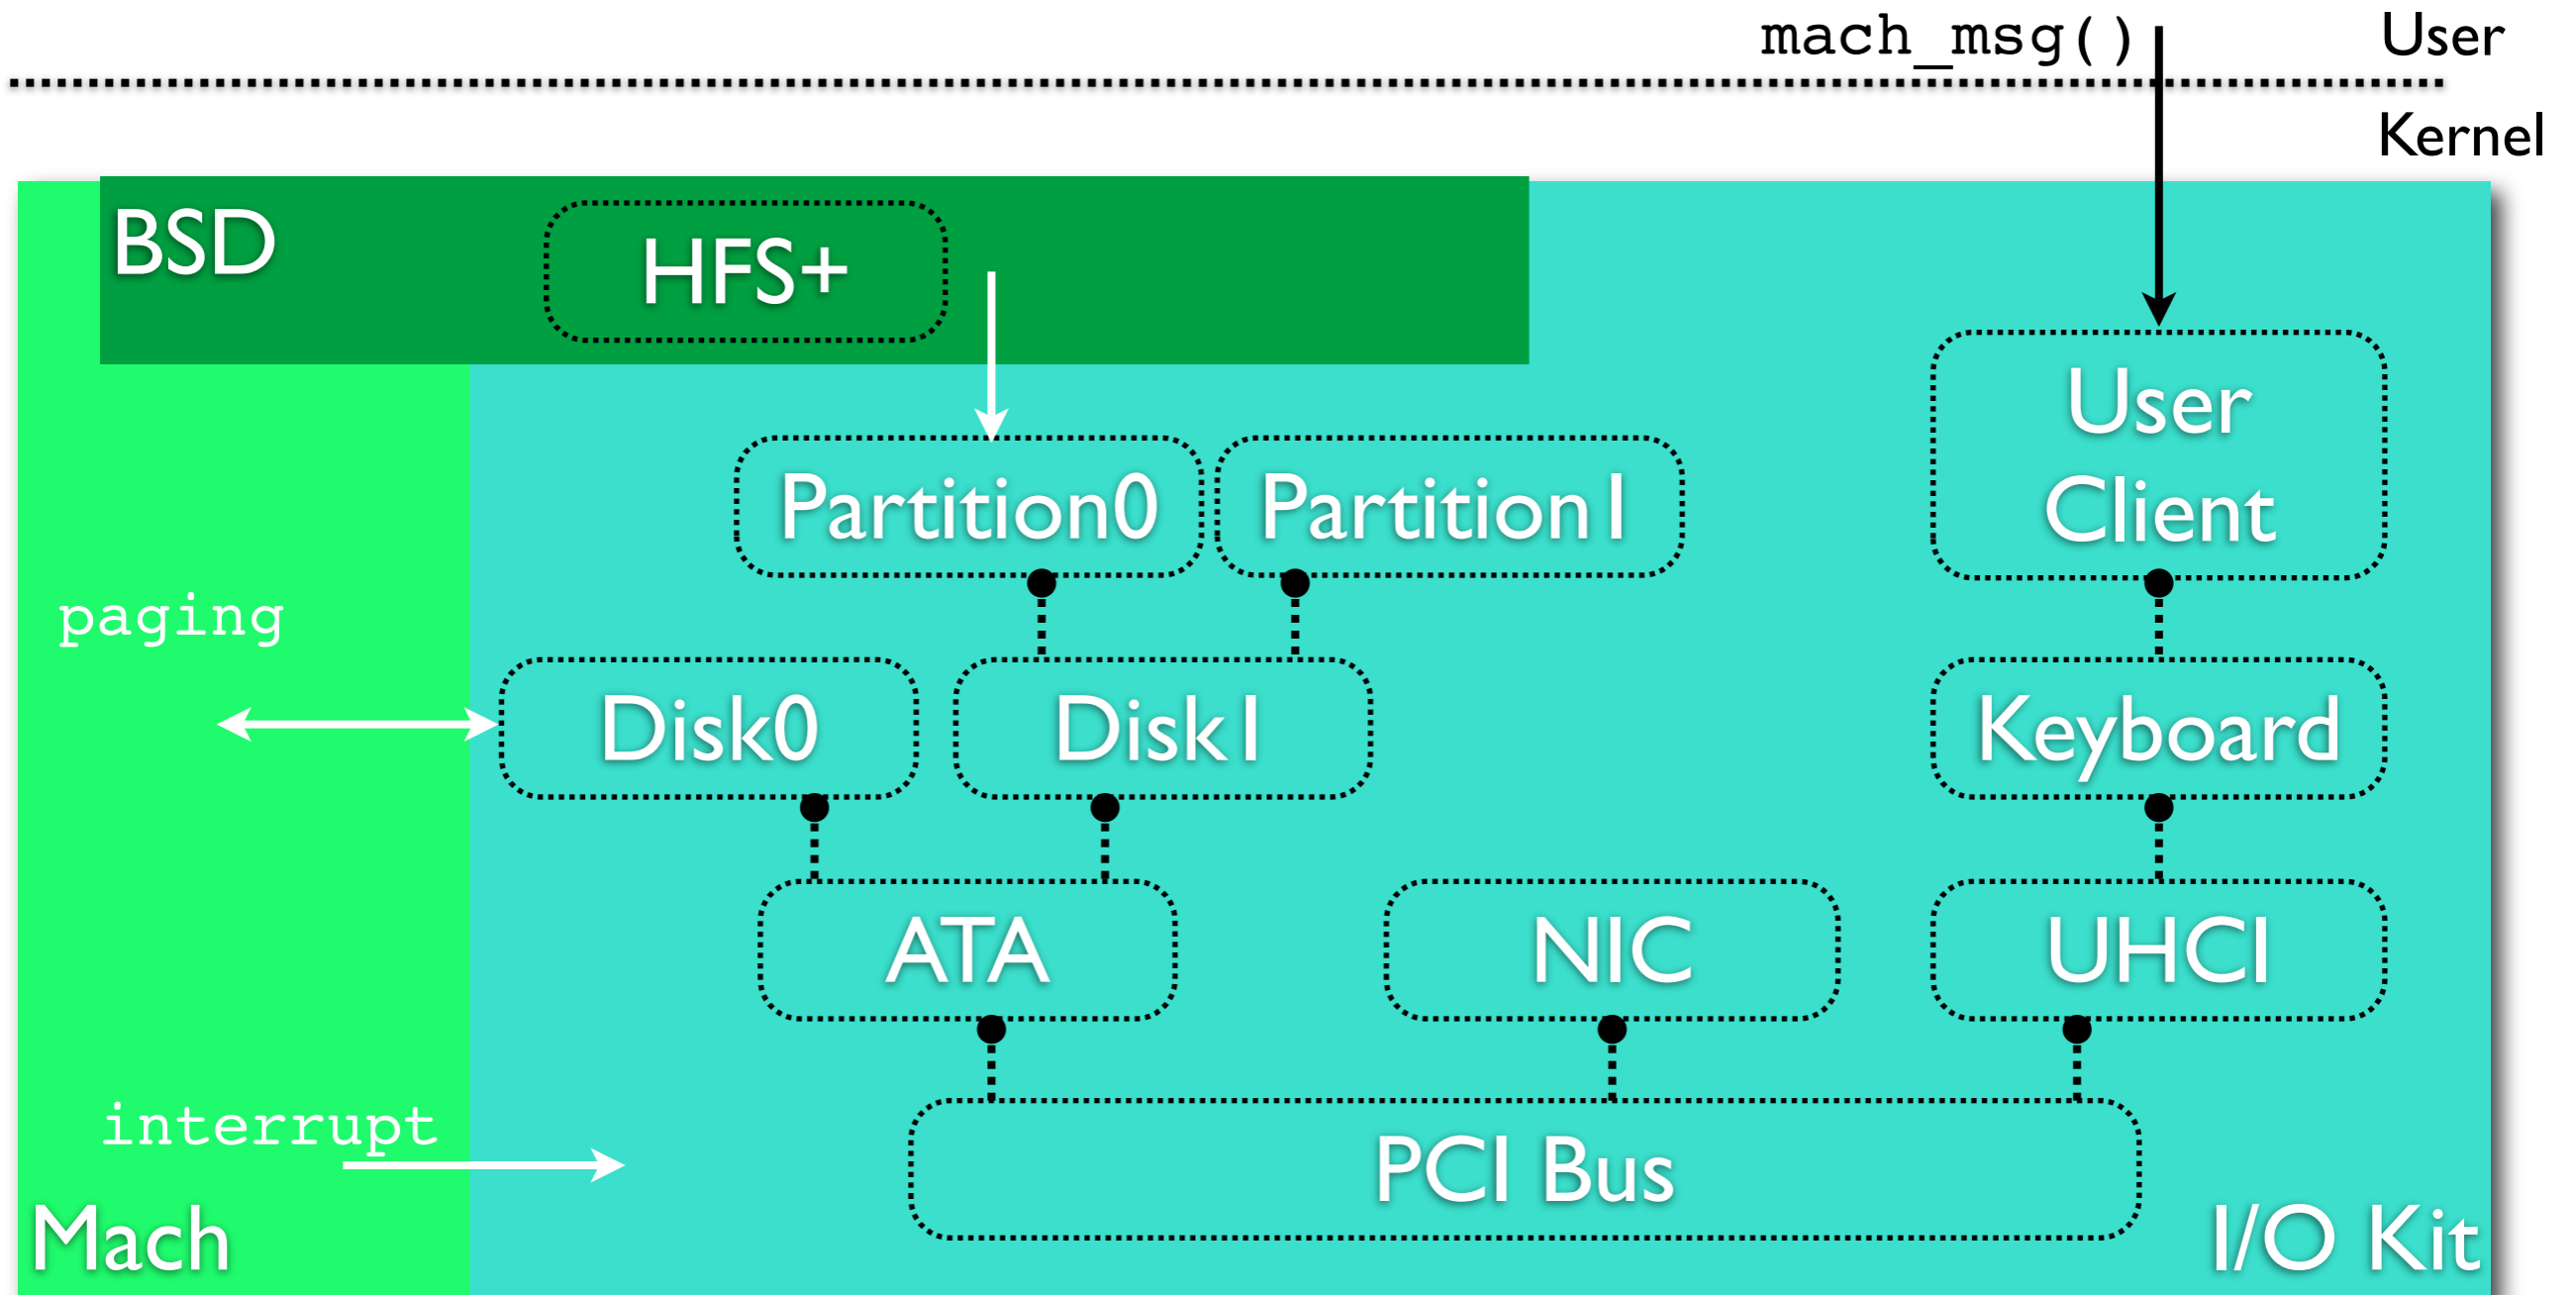 mach_msg()
User
Kernel
BSD
HFS+
User
Client
Partition0
Partition1
paging
Disk0
Disk1
Keyboard
ATA
NIC
UHCI
interrupt
PCI Bus
Mach
I/O Kit